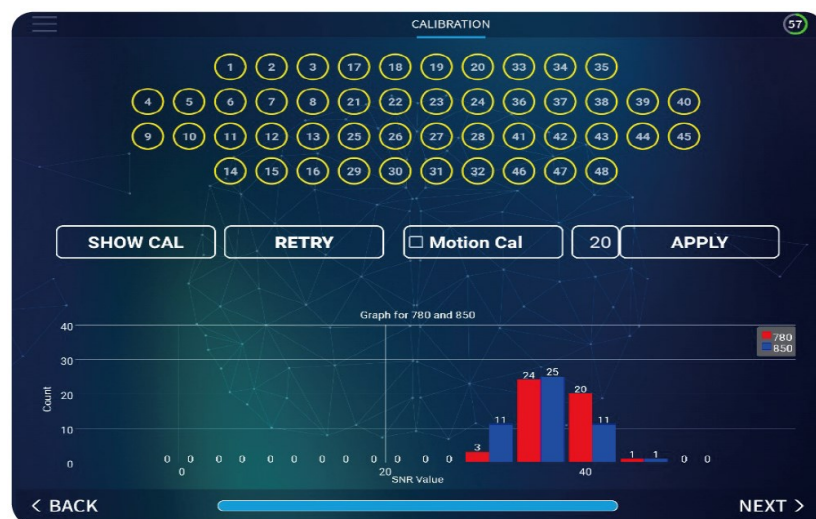 CALIBRATION
57
1 2 3 17 18 19 20 33 34 35
4 5 6 7 8 21 22 23 24 36 37 38 39 40
9 10 11 12 13 25 26 27 28 41 42 43 44 45
14 15 16 29 30 31 32 46 47 48
SHOW CAL RETRY Motion Cal 20 APPLY
Graph for 780 and 850
780
850
Count
40
30
20
10
0
0 0 0 0 0 0 0 0 0 0 0 0 3 11 24 25 20 11 1 1 0 0
0 20 40
SNR Value
< BACK NEXT >